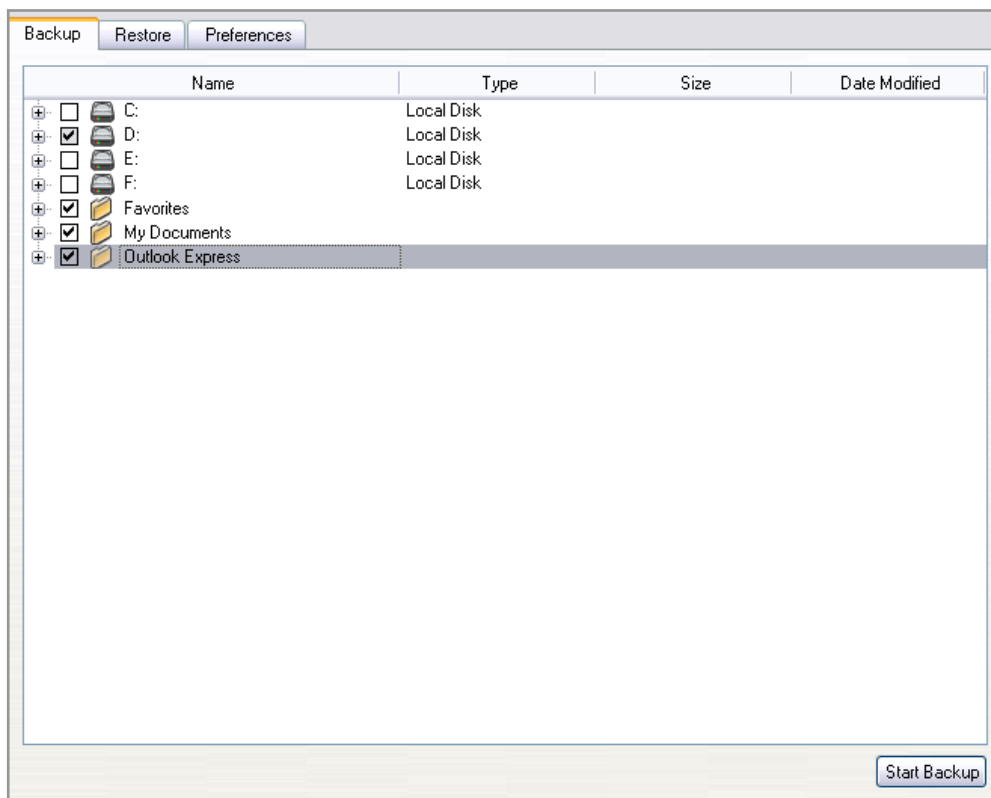 Backup Restore Preferences
Name Type Size Date Modified
C: Local Disk
D: Local Disk
E: Local Disk
F: Local Disk
Favorites
My Documents
Outlook Express
Start Backup